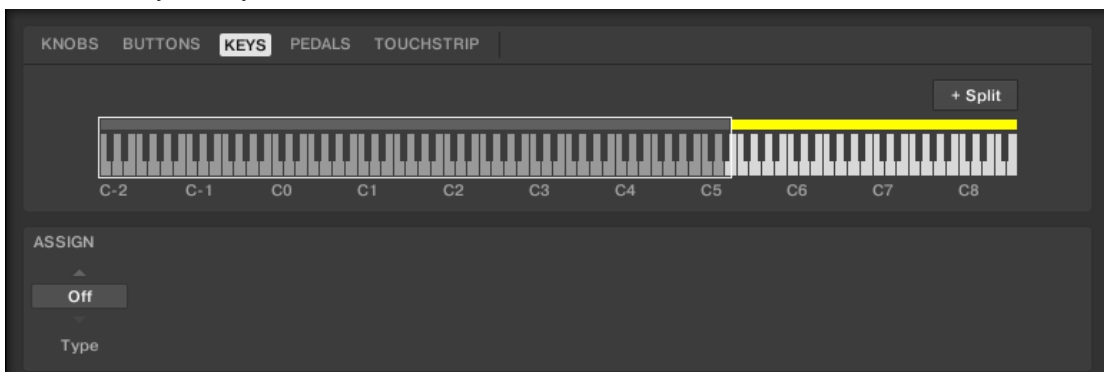 KNOBS BUTTONS KEYS PEDALS TOUCHSTRIP
+ Split
C-2 C-1 C0 C1 C2 C3 C4 C5 C6 C7 C8
ASSIGN
Off
Type